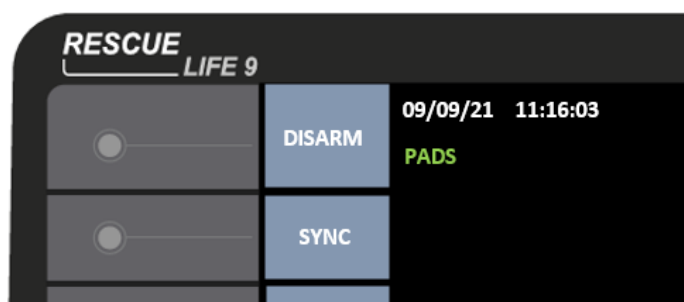 RESCUE
LIFE 9
DISARM
09/09/21 11:16:03
PADS
SYNC